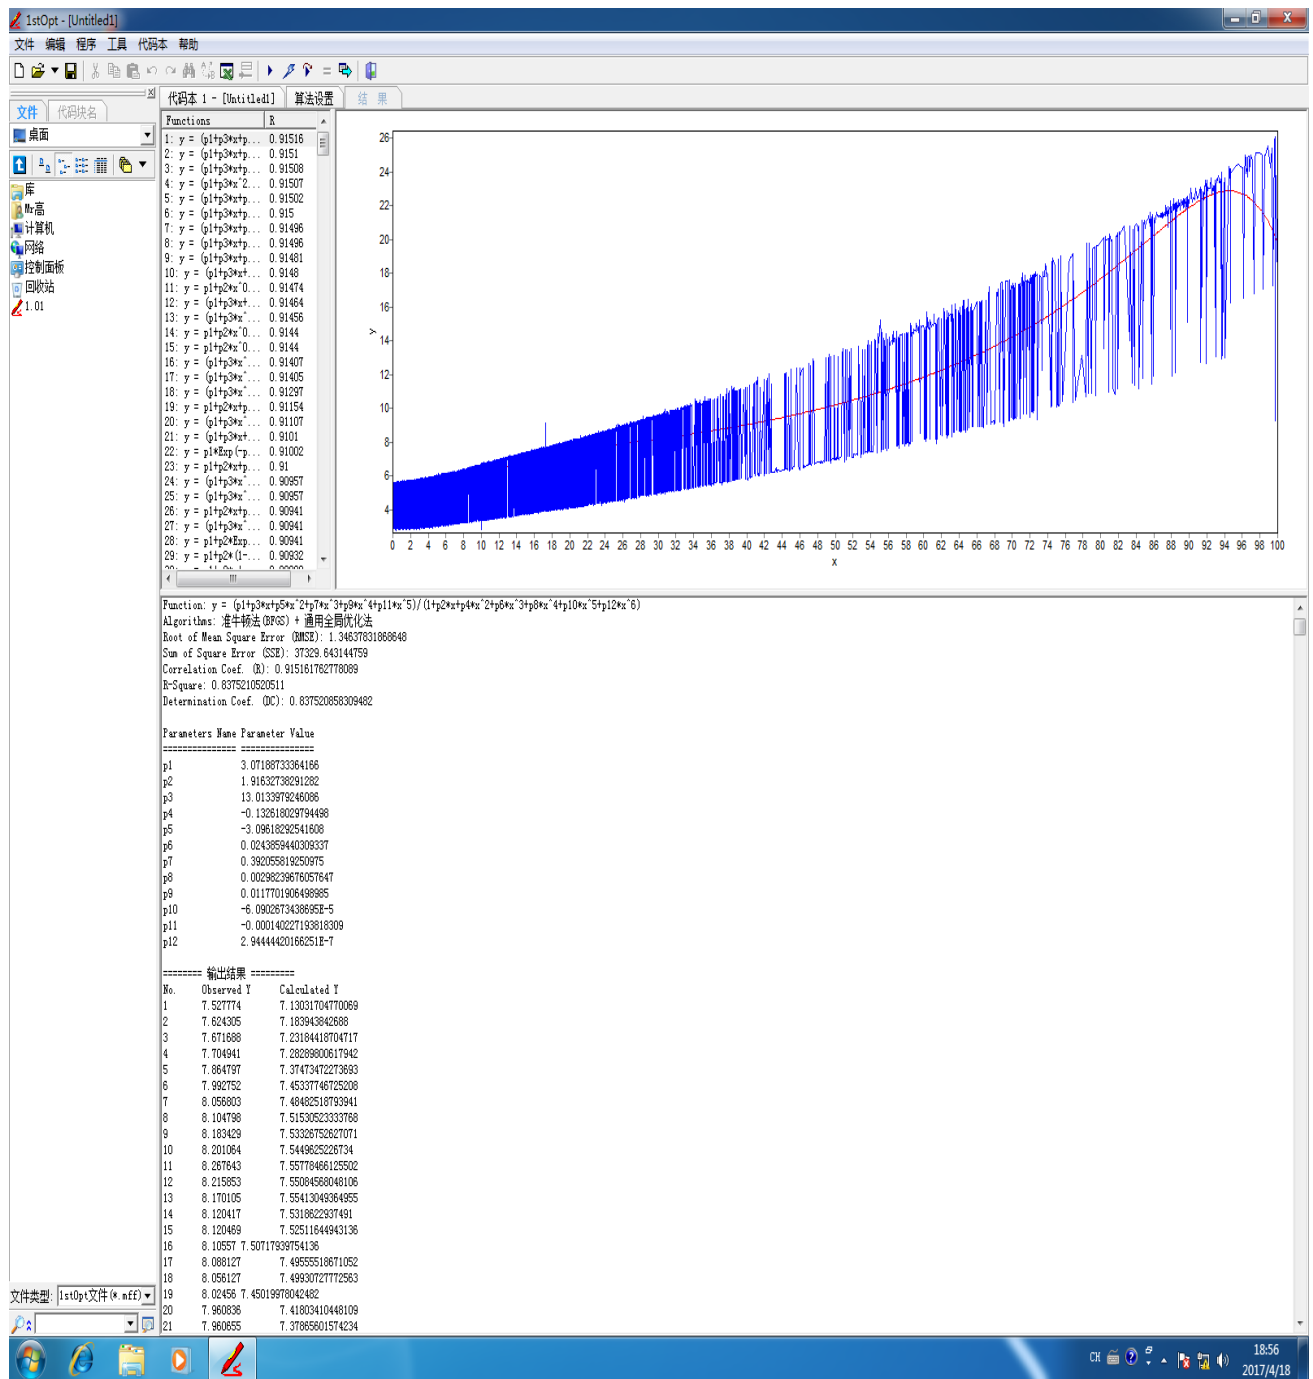 1stOpt - [Untitled1]
文件 编辑 程序 工具 代码本 帮助
文件 代码块名
桌面
库
Mr高
计算机
网络
控制面板
回收站
1.01
文件类型: 1stOpt文件(*.mff)
代码本 1 - [Untitled1] 算法设置 结 果
Functions R
1: y = (p1+p3*x+p... 0.91516
2: y = (p1+p3*x+p... 0.9151
3: y = (p1+p3*x+p... 0.91508
4: y = (p1+p3*x^2... 0.91507
5: y = (p1+p3*x+p... 0.91502
6: y = (p1+p3*x+p... 0.915
7: y = (p1+p3*x+p... 0.91496
8: y = (p1+p3*x+p... 0.91496
9: y = (p1+p3*x+p... 0.91481
10: y = (p1+p3*x+... 0.9148
11: y = p1+p2*x^0... 0.91474
12: y = (p1+p3*x+... 0.91464
13: y = (p1+p3*x^... 0.91456
14: y = p1+p2*x^0... 0.9144
15: y = p1+p2*x^0... 0.9144
16: y = (p1+p3*x^... 0.91407
17: y = (p1+p3*x^... 0.91405
18: y = (p1+p3*x^... 0.91297
19: y = p1+p2*x+p... 0.91154
20: y = (p1+p3*x^... 0.91107
21: y = (p1+p3*x+... 0.9101
22: y = p1*Exp(-p... 0.91002
23: y = p1+p2*x+p... 0.91
24: y = (p1+p3*x^... 0.90957
25: y = (p1+p3*x^... 0.90957
26: y = p1+p2*x+p... 0.90941
27: y = (p1+p3*x^... 0.90941
28: y = p1+p2*Exp... 0.90941
29: y = p1+p2*(1-... 0.90932
26
24
22
20
18
16
Y
14
12
10
8
6
4
0 2 4 6 8 10 12 14 16 18 20 22 24 26 28 30 32 34 36 38 40 42 44 46 48 50 52 54 56 58 60 62 64 66 68 70 72 74 76 78 80 82 84 86 88 90 92 94 96 98 100
X
Function: y = (p1+p3*x+p5*x^2+p7*x^3+p9*x^4+p11*x^5)/(1+p2*x+p4*x^2+p6*x^3+p8*x^4+p10*x^5+p12*x^6)
Algorithms: 准牛顿法(BFGS) + 通用全局优化法
Root of Mean Square Error (RMSE): 1.34637831868648
Sum of Square Error (SSE): 37329.643144759
Correlation Coef. (R): 0.915161762778089
R-Square: 0.8375210520511
Determination Coef. (DC): 0.837520858309482
Parameters Name Parameter Value
=============== ===============
p1 3.07188733364166
p2 1.91632738291282
p3 13.0133979246086
p4 -0.132618029794498
p5 -3.09618292541608
p6 0.0243859440309337
p7 0.392055819250975
p8 0.00298239676057647
p9 0.0117701906498985
p10 -6.0902673438695E-5
p11 -0.000140227193818309
p12 2.94444420166251E-7
======== 输出结果 =========
No. Observed Y Calculated Y
1 7.527774 7.13031704770069
2 7.624305 7.183943842688
3 7.671688 7.23184418704717
4 7.704941 7.28289800617942
5 7.864797 7.37473472273693
6 7.992752 7.45337746725208
7 8.056803 7.48482518793941
8 8.104798 7.51530523333768
9 8.183429 7.53326752627071
10 8.201064 7.5449625226734
11 8.267643 7.55778466125502
12 8.215853 7.55084568048106
13 8.170105 7.55413049364955
14 8.120417 7.5318622937491
15 8.120469 7.52511644943136
16 8.10557 7.50717939754136
17 8.088127 7.49555518671052
18 8.056127 7.49930727772563
19 8.02456 7.45019978042482
20 7.960836 7.41803410448109
21 7.960655 7.37865601574234
CH
18:56
2017/4/18